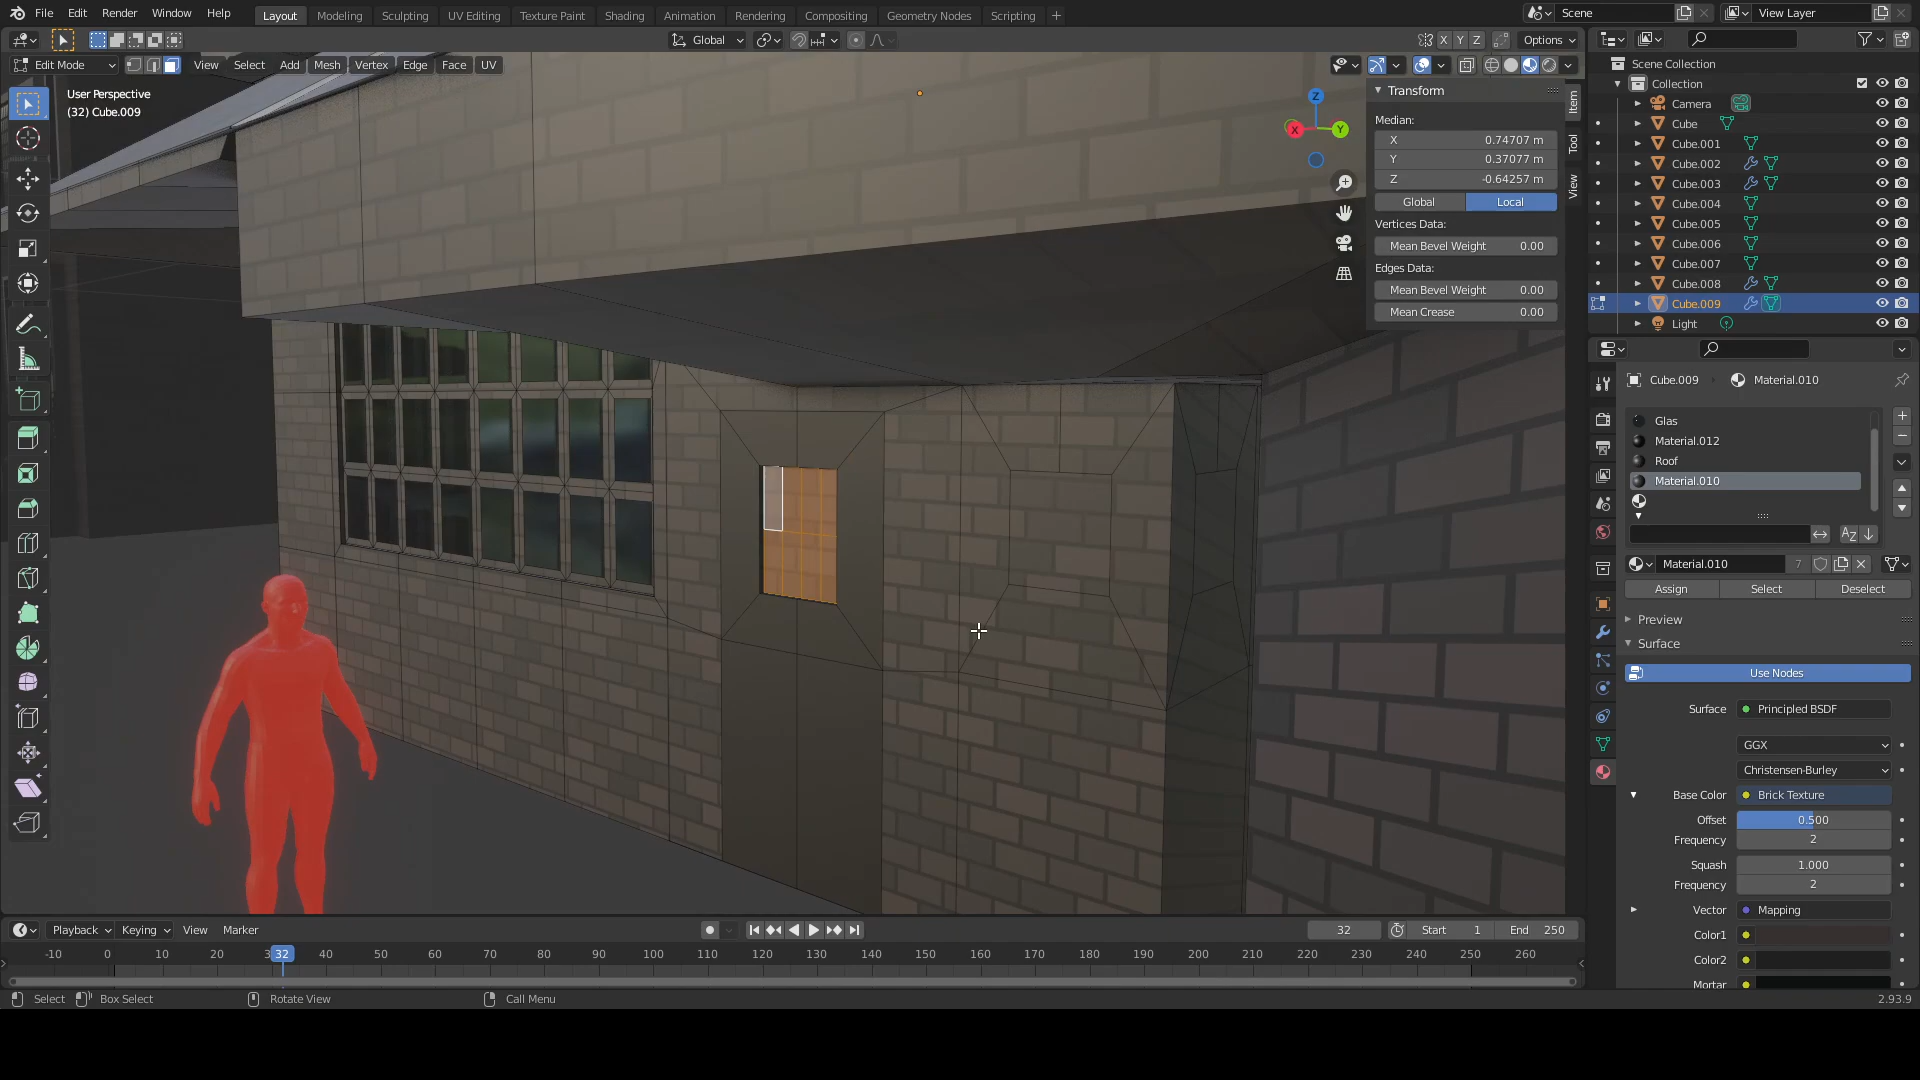 File Edit Render Window Help Layout Modeling Sculpting UV Editing Texture Paint Shading Animation Rendering Compositing Geometry Nodes Scripting + Scene View Layer
Global X Y Z Options
Edit Mode View Select Add Mesh Vertex Edge Face UV
User Perspective
(32) Cube.009
Z
X Y
Transform
Median:
X 0.74707 m
Y 0.37077 m
Z -0.64257 m
Global Local
Vertices Data:
Mean Bevel Weight 0.00
Edges Data:
Mean Bevel Weight 0.00
Mean Crease 0.00
Item
Tool
View
Scene Collection
Collection
Camera
Cube
Cube.001
Cube.002
Cube.003
Cube.004
Cube.005
Cube.006
Cube.007
Cube.008
Cube.009
Light
Cube.009 Material.010
Glas
Material.012
Roof
Material.010
Material.010 7
Assign Select Deselect
Preview
Surface
Use Nodes
Surface Principled BSDF
GGX
Christensen-Burley
Base Color Brick Texture
Offset 0.500
Frequency 2
Squash 1.000
Frequency 2
Vector Mapping
Color1
Color2
Mortar
Playback Keying View Marker 32 Start 1 End 250
-10 0 10 20 3 32 40 50 60 70 80 90 100 110 120 130 140 150 160 170 180 190 200 210 220 230 240 250 260
Select Box Select Rotate View Call Menu 2.93.9